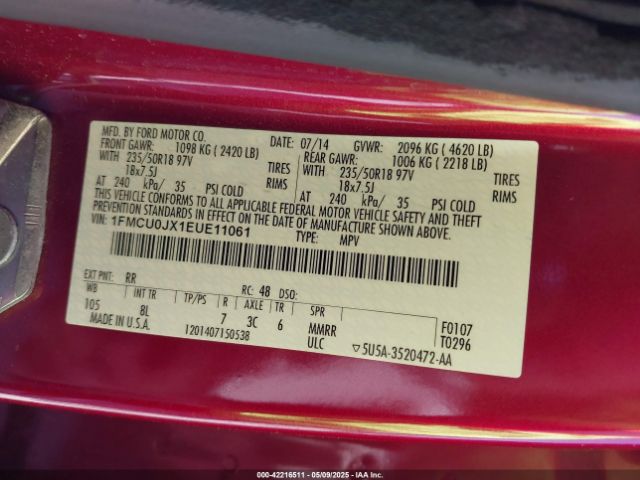 MFD. BY FORD MOTOR CO.
DATE: 07/14 GVWR: 2096 KG ( 4620 LB)
FRONT GAWR: 1098 KG ( 2420 LB) REAR GAWR: 1006 KG ( 2218 LB)
WITH 235/50R18 97V TIRES WITH 235/50R18 97V TIRES
18x7.5J RIMS 18x7.5J RIMS
AT 240 kPa/ 35 PSI COLD AT 240 kPa/ 35 PSI COLD
THIS VEHICLE CONFORMS TO ALL APPLICABLE FEDERAL MOTOR VEHICLE SAFETY AND THEFT
PREVENTION STANDARDS IN EFFECT ON THE DATE OF MANUFACTURE SHOWN ABOVE.
VIN: 1FMCU0JX1EUE11061
TYPE: MPV
EXT PNT: RR RC: 48 DSO:
WB INT TR TP/PS R AXLE TR SPR
105 8L 7 3C 6 MMRR F0107
ULC T0296
MADE IN U.S.A. 1201407150538 ▽5U5A-3520472-AA
000-42216511 - 05/09/2025 - IAAI.com